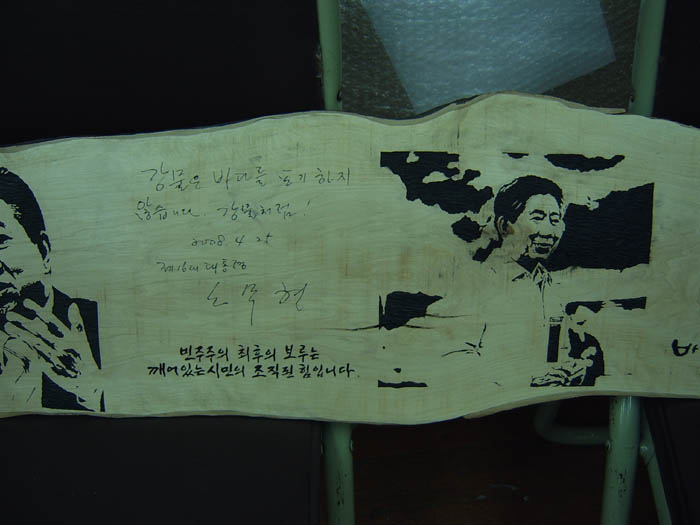 강물은 바다를 포기하지
않습니다. 강물처럼!
2008. 4. 25
제16대 대통령
노무현
민주주의 최후의 보루는
깨어있는 시민의 조직된 힘입니다.